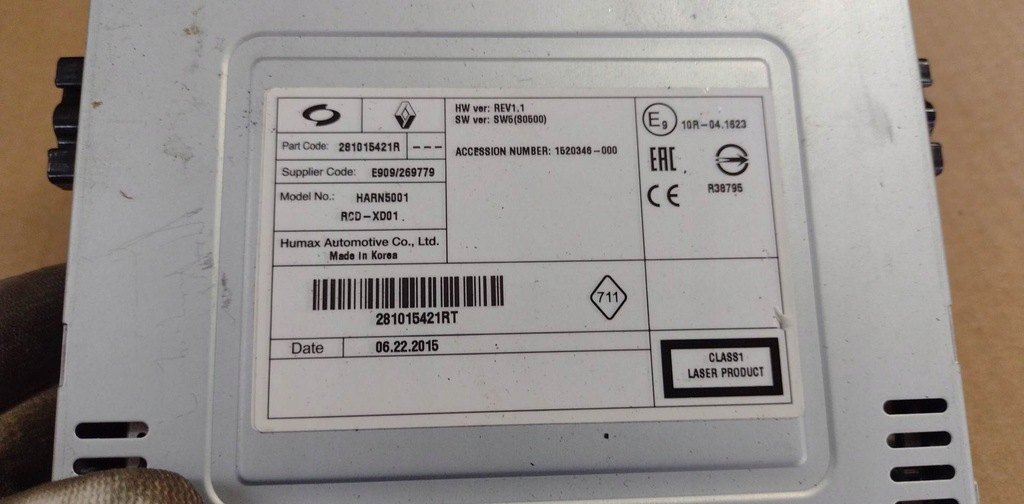 Part Code: 281015421R ---
Supplier Code: E909/269779
Model No.: HARN5001
RCD-XD01.
Humax Automotive Co., Ltd.
Made in Korea
HW ver: REV1.1
SW ver: SW5(S0500)
ACCESSION NUMBER: 1520346-000
E9 10R-04.1623
EAC
CE
R38795
281015421RT
711
Date 06.22.2015
CLASS1
LASER PRODUCT